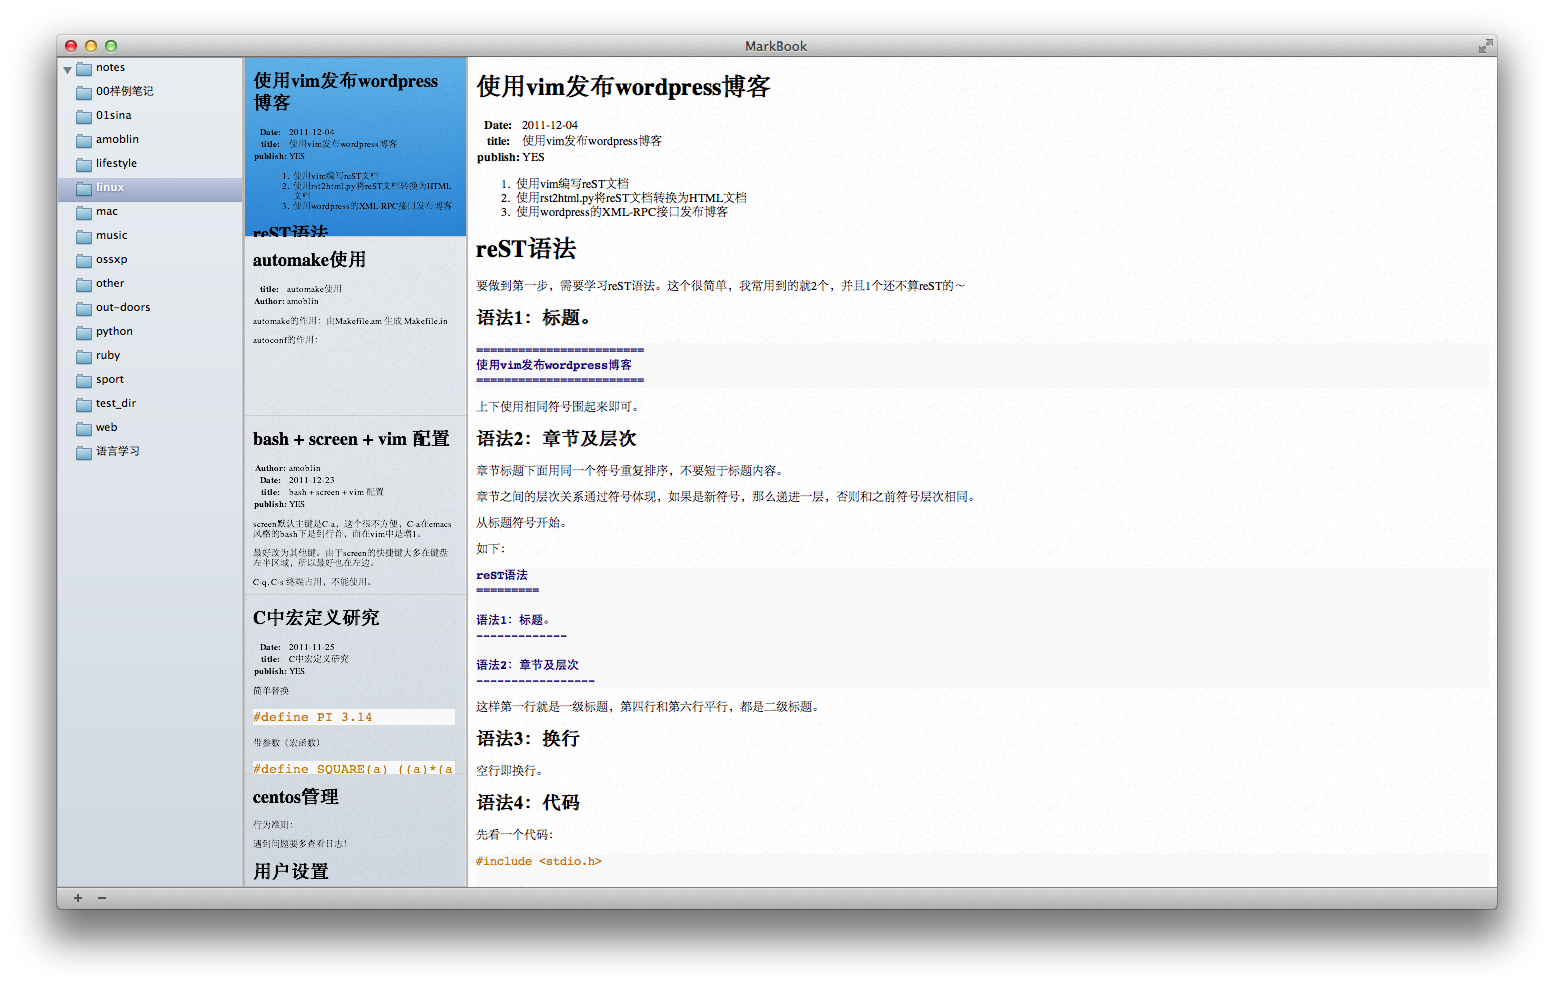 MarkBook
notes
00样例笔记
01sina
amoblin
lifestyle
linux
mac
music
ossxp
other
out-doors
python
ruby
sport
test_dir
web
语言学习
使用vim发布wordpress
博客
Date: 2011-12-04
title: 使用vim发布wordpress博客
publish: YES
1. 使用vim编写reST文档
2. 使用rst2html.py将reST文档转换为HTML
文档
3. 使用wordpress的XML-RPC接口发布博客
reST语法
automake使用
title: automake使用
Author: amoblin
automake的作用：由Makefile.am 生成 Makefile.in
autoconf的作用：
bash + screen + vim 配置
Author: amoblin
Date: 2011-12-23
title: bash + screen + vim 配置
publish: YES
screen默认主键是C-a，这个很不方便，C-a在emacs
风格的bash下是到行首，而在vim中是增1。
最好改为其他键。由于screen的快捷键大多在键盘
左半区域，所以最好也在左边。
C-q, C-s 终端占用，不能使用。
C中宏定义研究
Date: 2011-11-25
title: C中宏定义研究
publish: YES
简单替换
#define PI 3.14
带参数（宏函数）
#define SQUARE(a) ((a)*(a
centos管理
行为准则：
遇到问题要多查看日志！
用户设置
使用vim发布wordpress博客
Date: 2011-12-04
title: 使用vim发布wordpress博客
publish: YES
1. 使用vim编写reST文档
2. 使用rst2html.py将reST文档转换为HTML文档
3. 使用wordpress的XML-RPC接口发布博客
reST语法
要做到第一步，需要学习reST语法。这个很简单，我常用到的就2个，并且1个还不算reST的～
语法1：标题。
========================
使用vim发布wordpress博客
========================
上下使用相同符号围起来即可。
语法2：章节及层次
章节标题下面用同一个符号重复排序，不要短于标题内容。
章节之间的层次关系通过符号体现，如果是新符号，那么递进一层，否则和之前符号层次相同。
从标题符号开始。
如下：
reST语法
=========
语法1：标题。
-------------
语法2：章节及层次
-----------------
这样第一行就是一级标题，第四行和第六行平行，都是二级标题。
语法3：换行
空行即换行。
语法4：代码
先看一个代码：
#include <stdio.h>